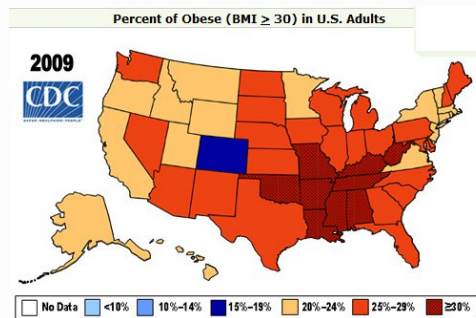 Percent of Obese (BMI ≥ 30) in U.S. Adults
2009
CDC
No Data <10% 10%–14% 15%–19% 20%–24% 25%–29% ≥30%